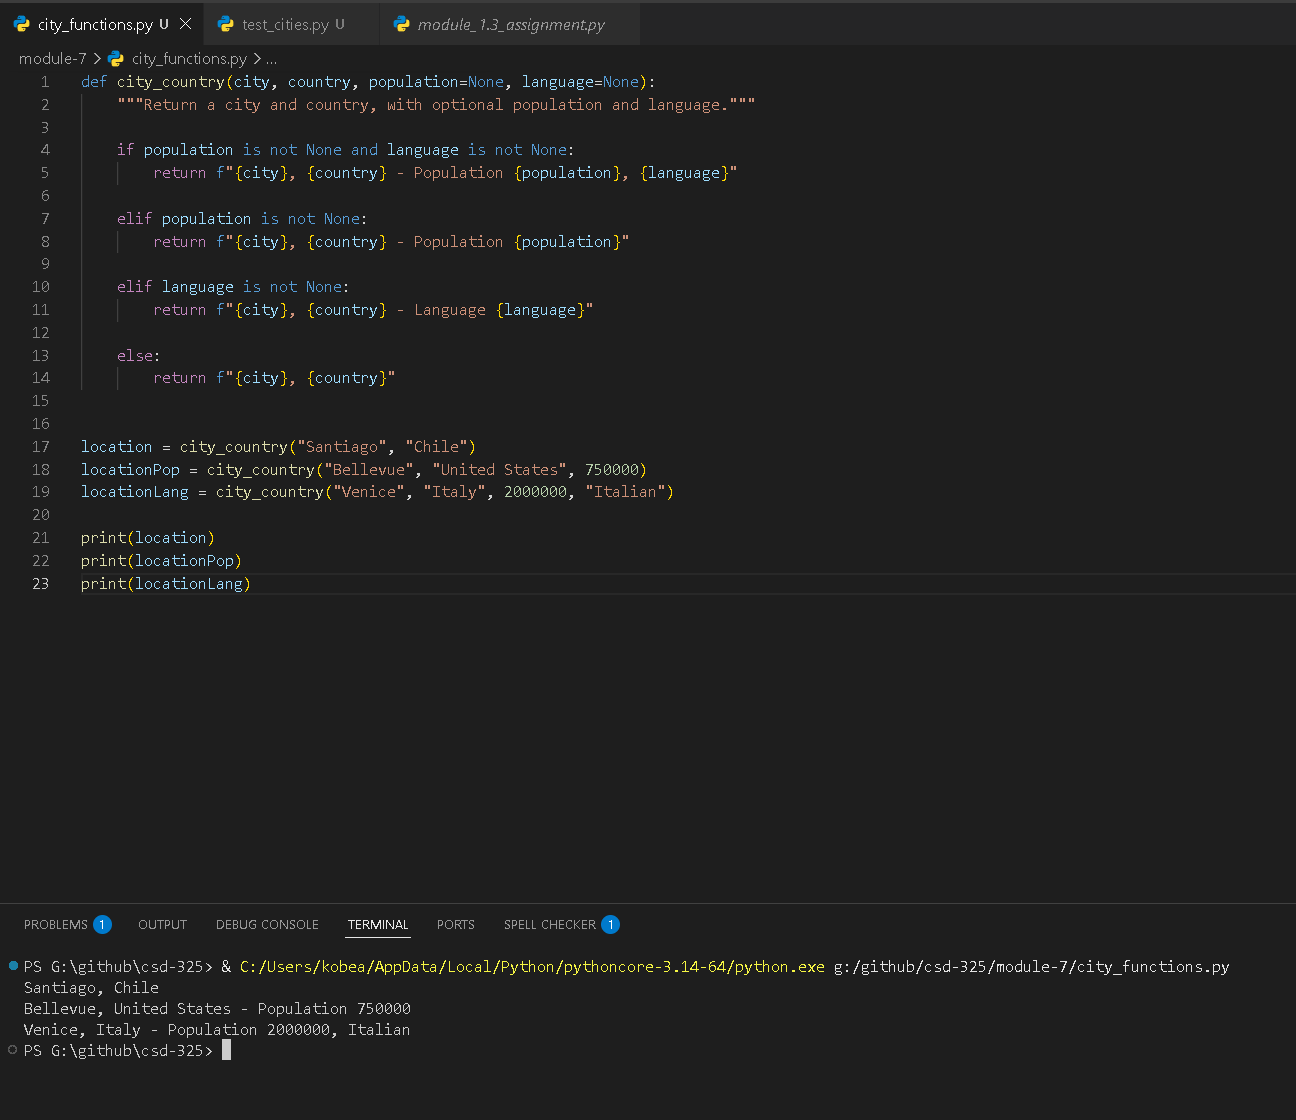 city_functions.py U
test_cities.py U
module_1.3_assignment.py
module-7 > city_functions.py > ...
1 def city_country(city, country, population=None, language=None):
2 """Return a city and country, with optional population and language."""
3
4 if population is not None and language is not None:
5 return f"{city}, {country} - Population {population}, {language}"
6
7 elif population is not None:
8 return f"{city}, {country} - Population {population}"
9
10 elif language is not None:
11 return f"{city}, {country} - Language {language}"
12
13 else:
14 return f"{city}, {country}"
15
16
17 location = city_country("Santiago", "Chile")
18 locationPop = city_country("Bellevue", "United States", 750000)
19 locationLang = city_country("Venice", "Italy", 2000000, "Italian")
20
21 print(location)
22 print(locationPop)
23 print(locationLang)
PROBLEMS 1 OUTPUT DEBUG CONSOLE TERMINAL PORTS SPELL CHECKER 1
PS G:\github\csd-325> & C:/Users/kobea/AppData/Local/Python/pythoncore-3.14-64/python.exe g:/github/csd-325/module-7/city_functions.py
Santiago, Chile
Bellevue, United States - Population 750000
Venice, Italy - Population 2000000, Italian
PS G:\github\csd-325>